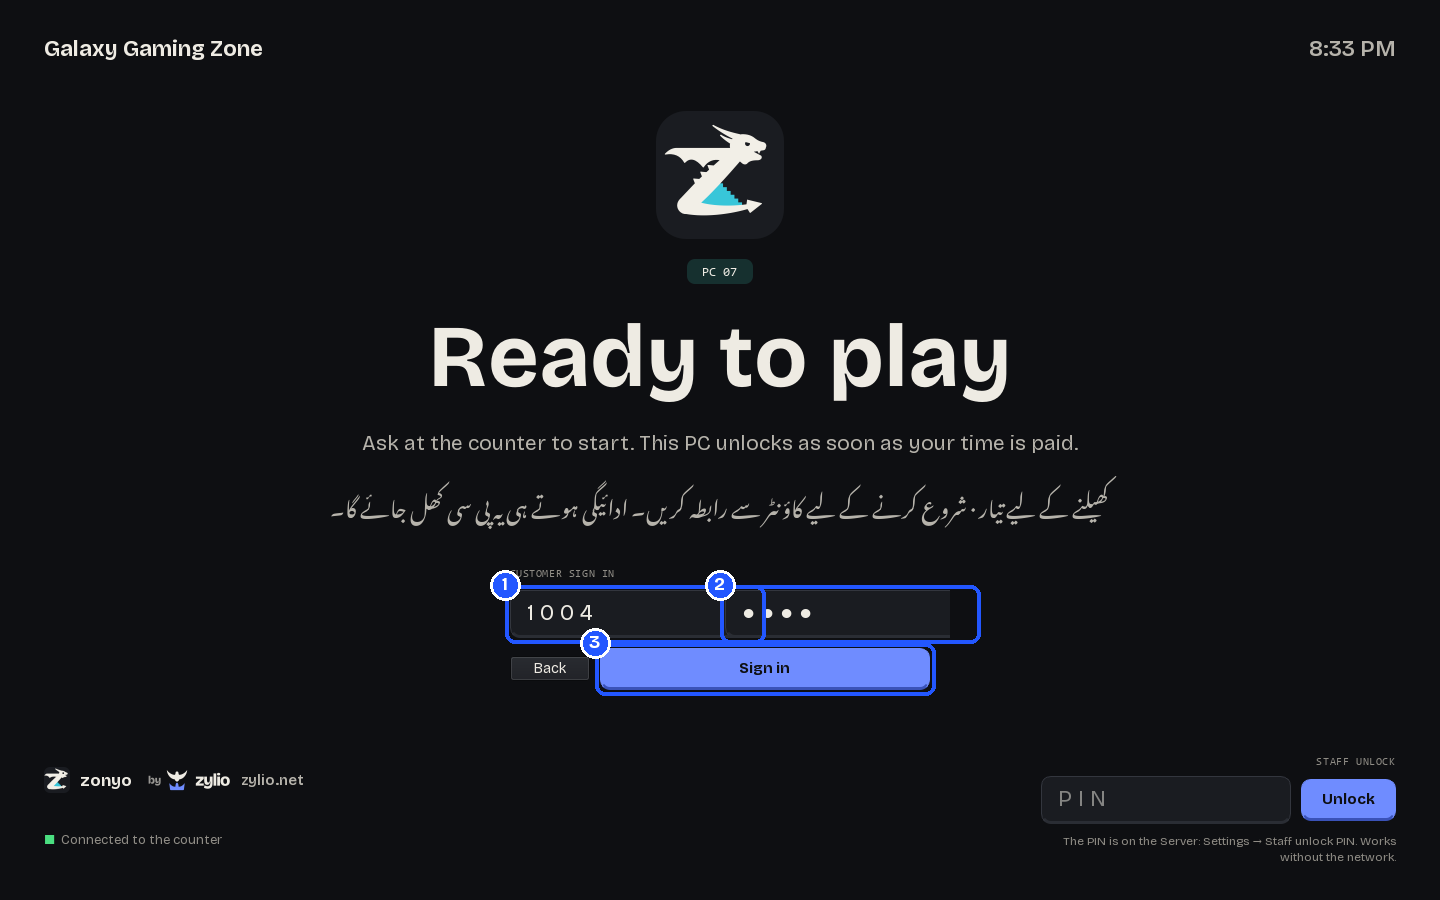 Galaxy Gaming Zone
8:33 PM
PC 07
Ready to play
Ask at the counter to start. This PC unlocks as soon as your time is paid.
کھیلنے کے لیے تیار · شروع کرنے کے لیے کاؤنٹر سے رابطہ کریں۔ ادائیگی ہوتے ہی یہ پی سی کھل جائے گا۔
CUSTOMER SIGN IN
1 2
1004 ••••
3
Back Sign in
zonyo by zylio zylio.net
STAFF UNLOCK
PIN Unlock
Connected to the counter
The PIN is on the Server: Settings → Staff unlock PIN. Works
without the network.